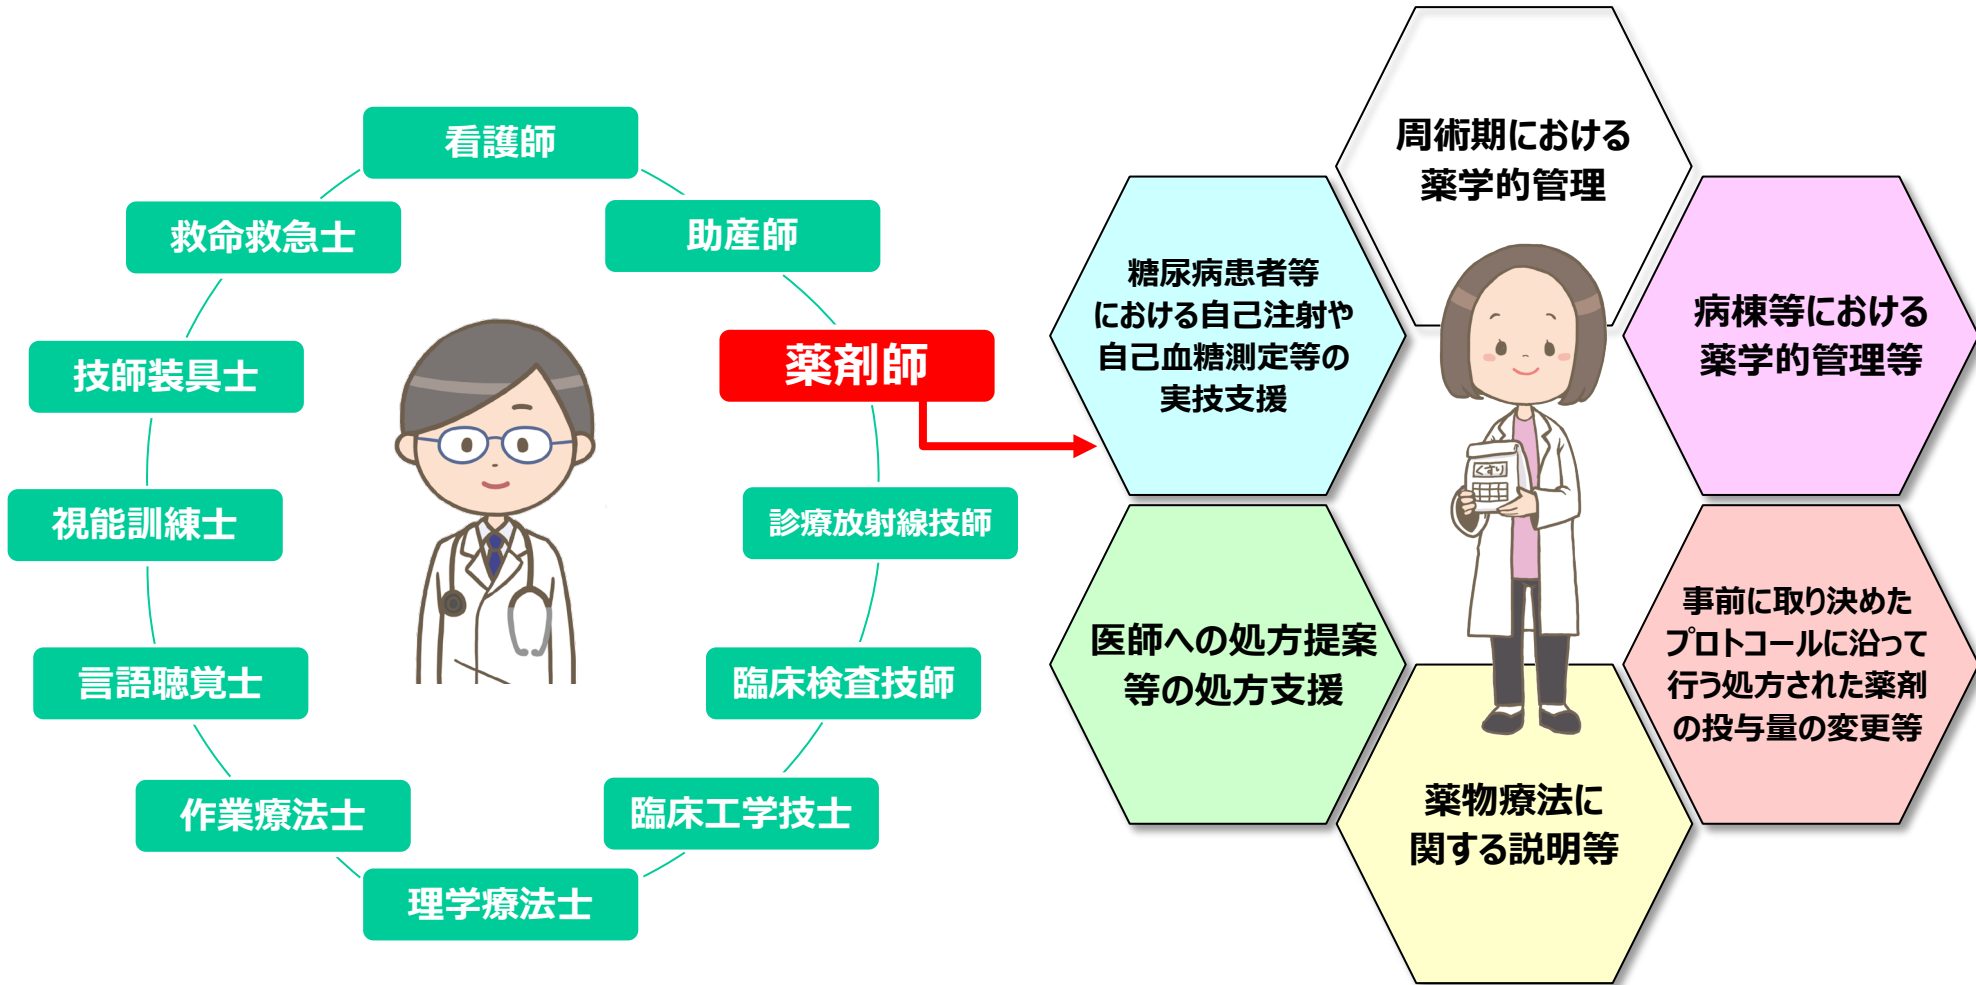 看護師
助産師
薬剤師
診療放射線技師
臨床検査技師
臨床工学技士
理学療法士
作業療法士
言語聴覚士
視能訓練士
技師装具士
救命救急士
周術期における
薬学的管理
病棟等における
薬学的管理等
事前に取り決めた
プロトコールに沿って
行う処方された薬剤
の投与量の変更等
薬物療法に
関する説明等
医師への処方提案
等の処方支援
糖尿病患者等
における自己注射や
自己血糖測定等の
実技支援
くすり